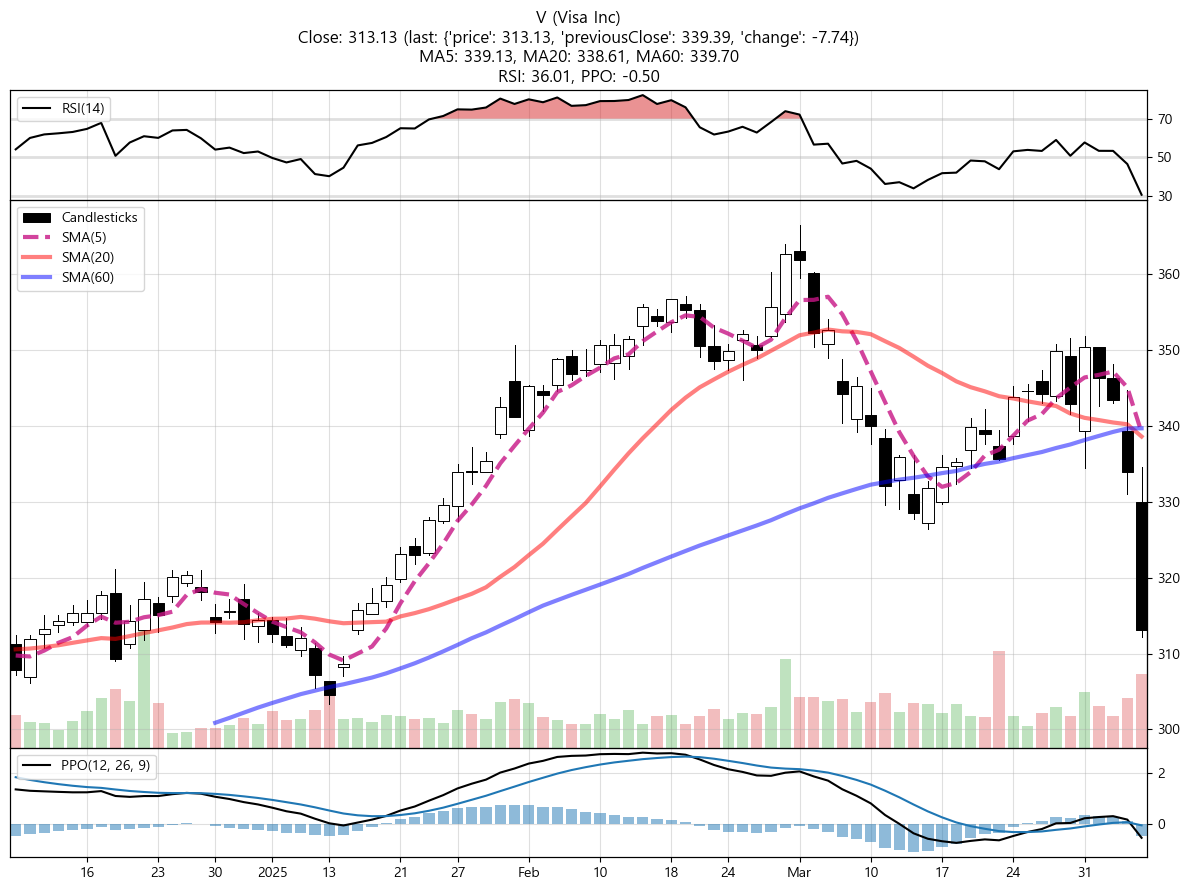 V (Visa Inc)
Close: 313.13 (last: {'price': 313.13, 'previousClose': 339.39, 'change': -7.74})
MA5: 339.13, MA20: 338.61, MA60: 339.70
RSI: 36.01, PPO: -0.50
RSI(14)
70
50
30
Candlesticks
SMA(5)
SMA(20)
SMA(60)
360
350
340
330
320
310
300
PPO(12, 26, 9)
2
0
16 23 30 2025 13 21 27 Feb 10 18 24 Mar 10 17 24 31